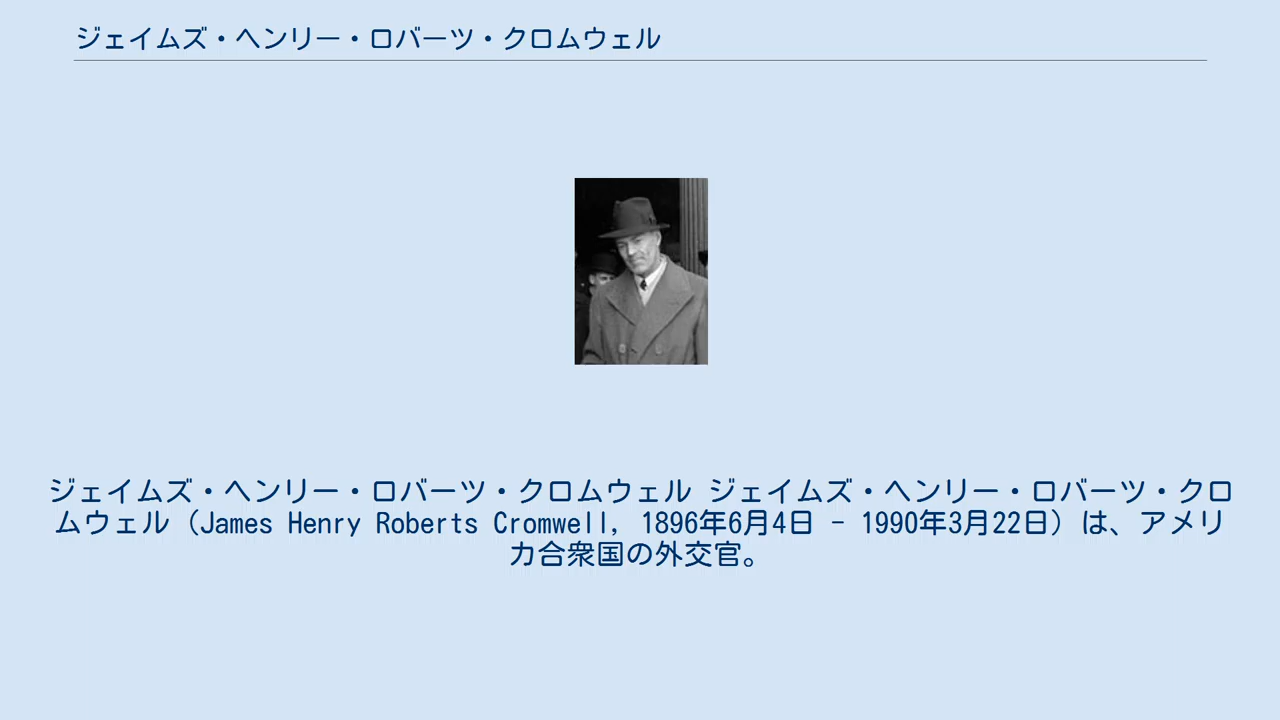 ジェイムズ・ヘンリー・ロバーツ・クロムウェル
ジェイムズ・ヘンリー・ロバーツ・クロムウェル ジェイムズ・ヘンリー・ロバーツ・クロ
ムウェル（James Henry Roberts Cromwell, 1896年6月4日 - 1990年3月22日）は、アメリ
カ合衆国の外交官。